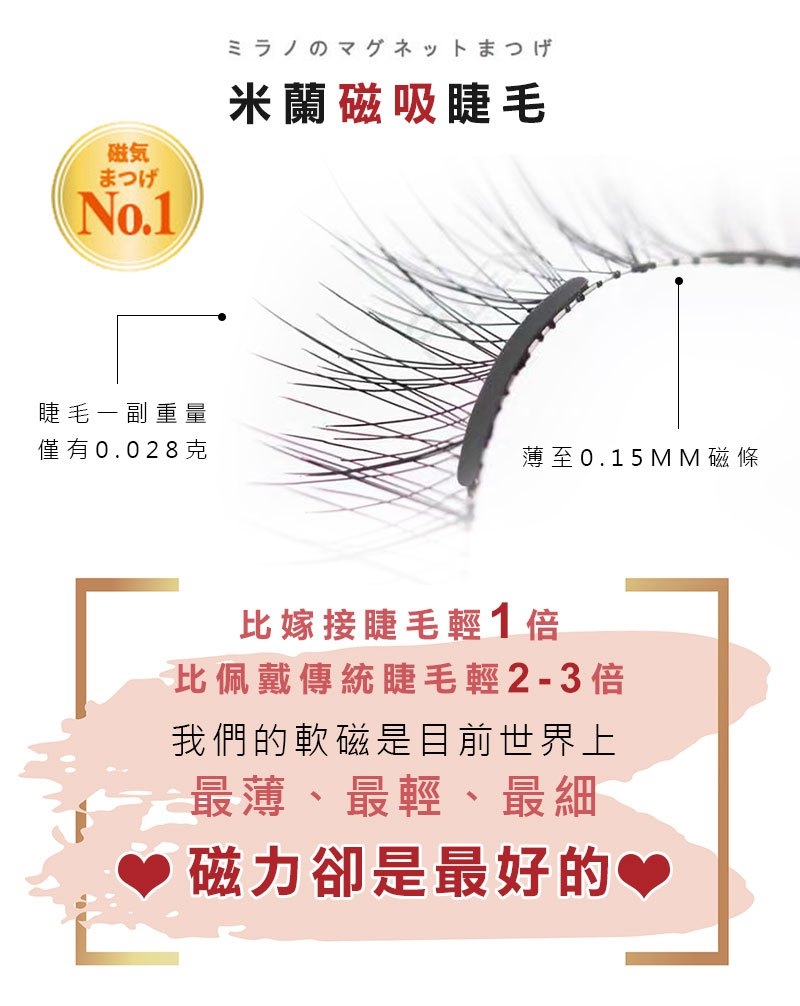 ミラノのマグネットまつげ
米蘭磁吸睫毛
磁気
まつげ
No.1
睫毛一副重量
僅有0.028克
薄至0.15MM磁條
比嫁接睫毛輕1倍
比佩戴傳統睫毛輕2-3倍
我們的軟磁是目前世界上
最薄、最輕、最細
❤磁力卻是最好的❤